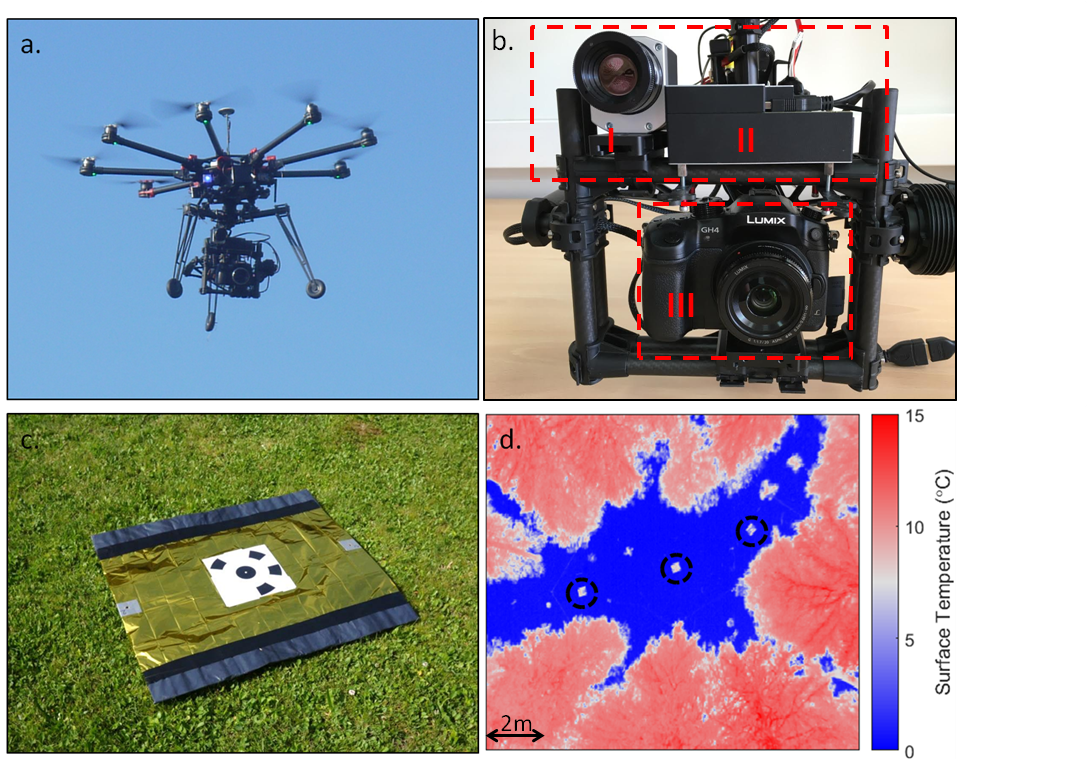 a.
b.
I
II
LUMIX
GH4
III
c.
d.
15
10
5
0
Surface Temperature (°C)
2m